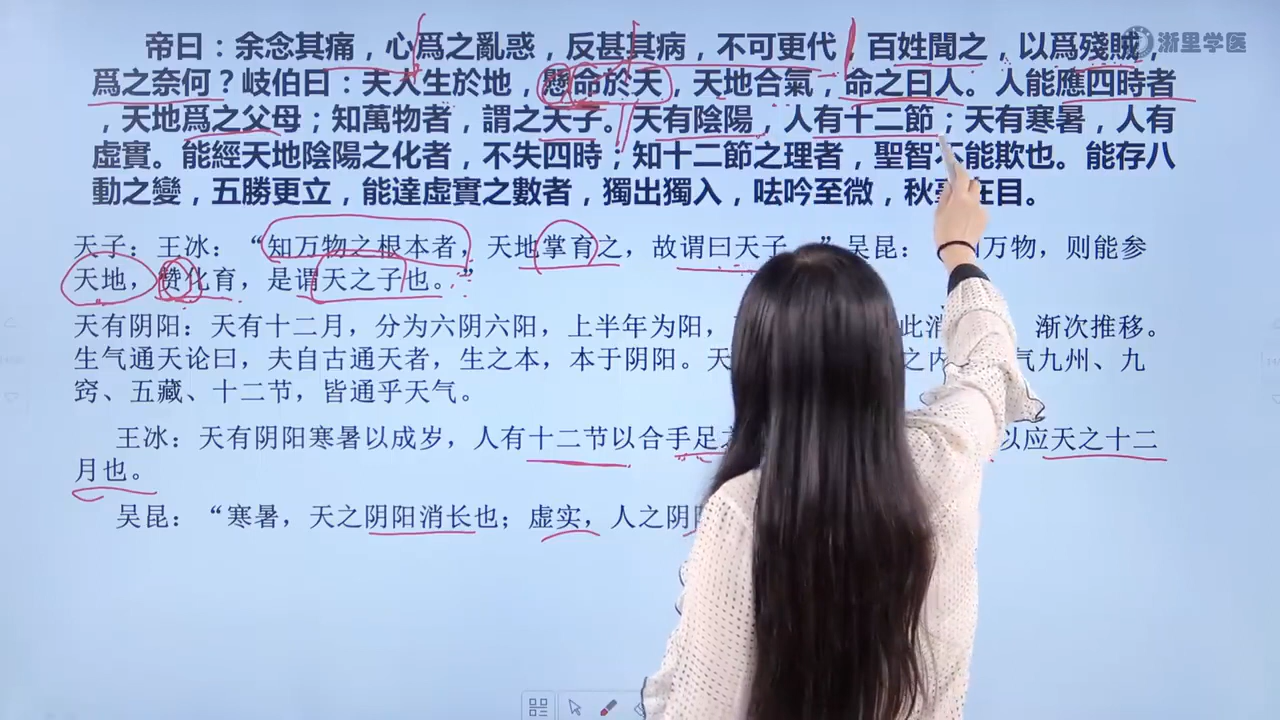 帝曰：余念其痛，心爲之亂惑，反甚其病，不可更代，百姓聞之，以爲殘賊，
浙里学医
爲之奈何？岐伯曰：夫人生於地，懸命於天，天地合氣，命之曰人。人能應四時者
，天地爲之父母；知萬物者，謂之天子。天有陰陽，人有十二節；天有寒暑，人有
虛實。能經天地陰陽之化者，不失四時；知十二節之理者，聖智不能欺也。能存八
動之變，五勝更立，能達虛實之數者，獨出獨入，呿吟至微，秋在目。
天子：王冰：“知万物之根本者，天地掌育之，故谓曰天子。”吴昆：万物，则能参
天地，赞化育，是谓天之子也。”
天有阴阳：天有十二月，分为六阴六阳，上半年为阳，此消渐次推移。
生气通天论曰，夫自古通天者，生之本，本于阴阳。天之内气九州、九
窍、五藏、十二节，皆通乎天气。
王冰：天有阴阳寒暑以成岁，人有十二节以合手足以应天之十二
月也。
吴昆：“寒暑，天之阴阳消长也；虚实，人之阴